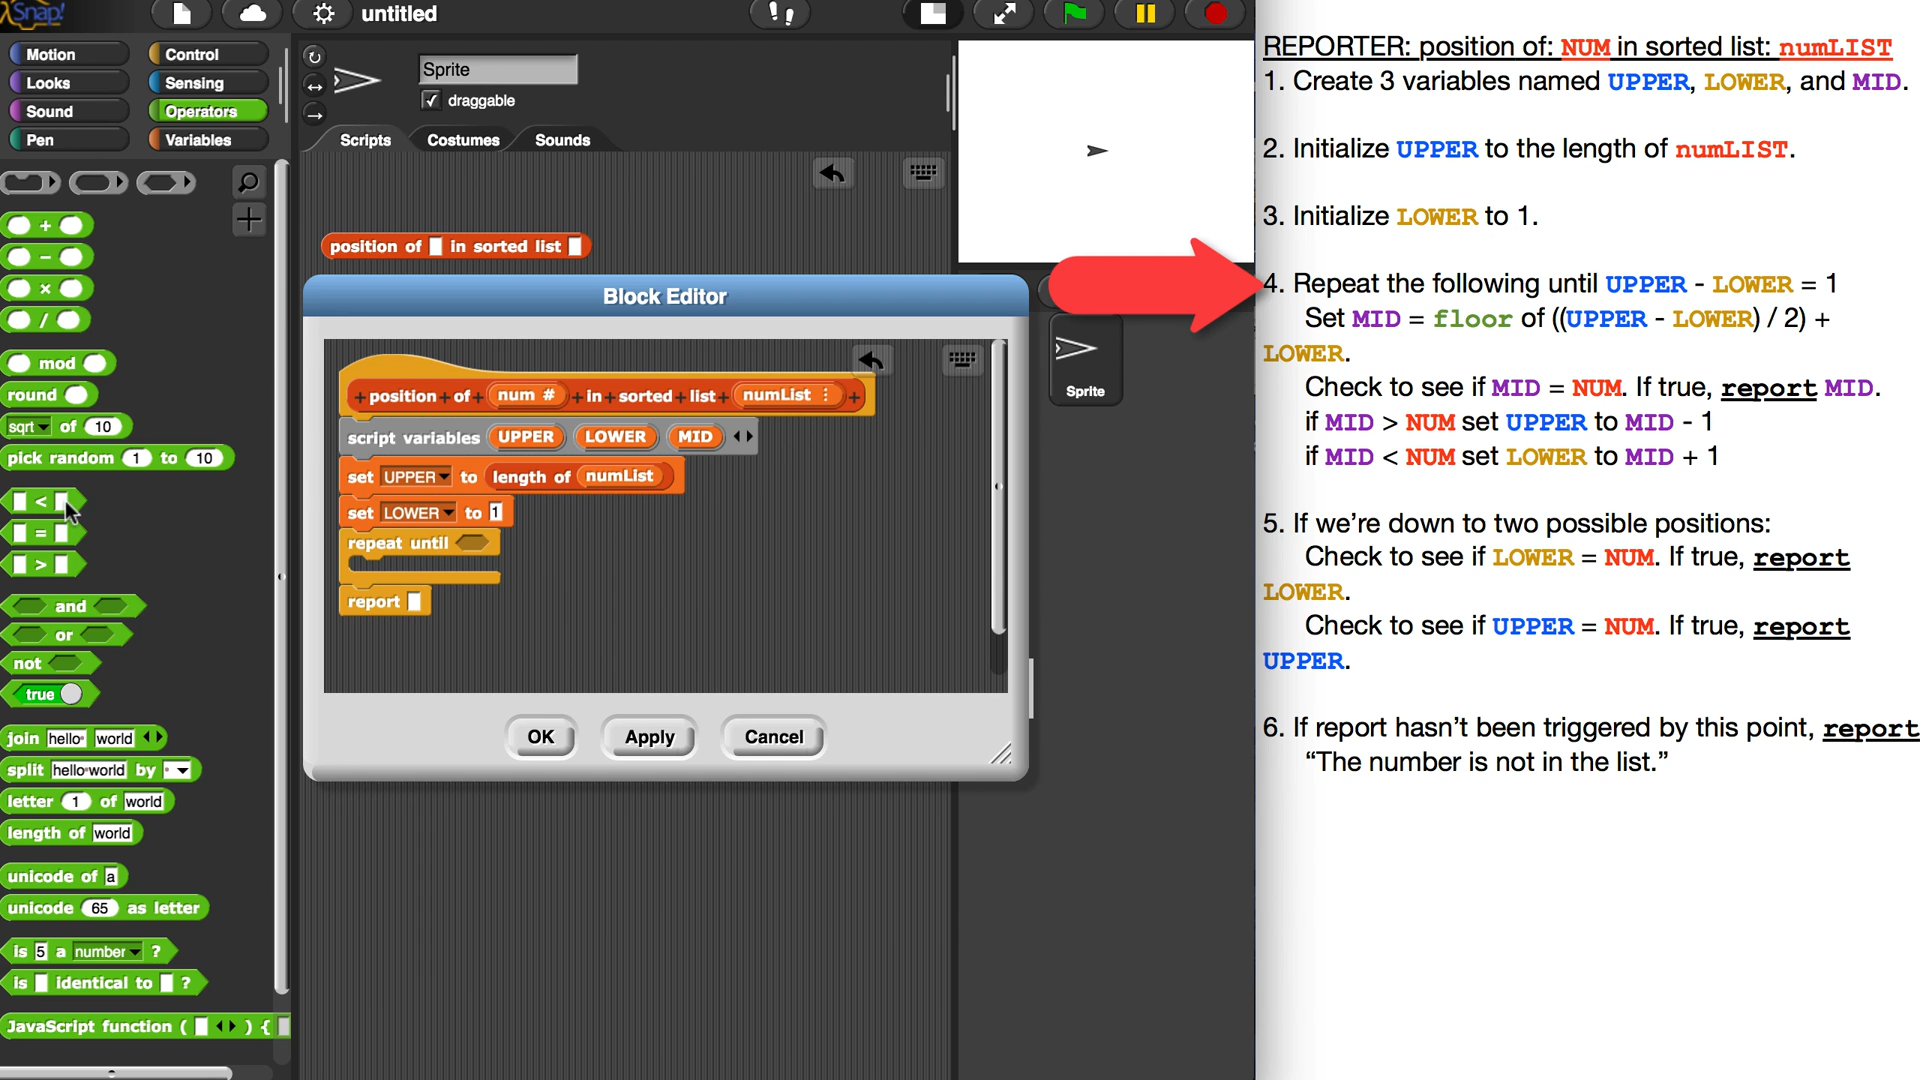 Snap!
untitled
Motion
Control
Looks
Sensing
Sound
Operators
Pen
Variables
Sprite
draggable
Scripts
Costumes
Sounds
+
-
×
/
mod
round
sqrt of 10
pick random 1 to 10
<
=
>
and
or
not
true
join hello world
split hello world by
letter 1 of world
length of world
unicode of a
unicode 65 as letter
is 5 a number ?
is identical to ?
JavaScript function ( ) {
position of in sorted list
Block Editor
+ position + of + num # + in + sorted + list + numList ⋮ +
script variables UPPER LOWER MID
set UPPER to length of numList
set LOWER to 1
repeat until
report
OK
Apply
Cancel
Sprite
REPORTER: position of: NUM in sorted list: numLIST
1. Create 3 variables named UPPER, LOWER, and MID.
2. Initialize UPPER to the length of numLIST.
3. Initialize LOWER to 1.
4. Repeat the following until UPPER - LOWER = 1
Set MID = floor of ((UPPER - LOWER) / 2) +
LOWER.
Check to see if MID = NUM. If true, report MID.
if MID > NUM set UPPER to MID - 1
if MID < NUM set LOWER to MID + 1
5. If we’re down to two possible positions:
Check to see if LOWER = NUM. If true, report
LOWER.
Check to see if UPPER = NUM. If true, report
UPPER.
6. If report hasn’t been triggered by this point, report
“The number is not in the list.”